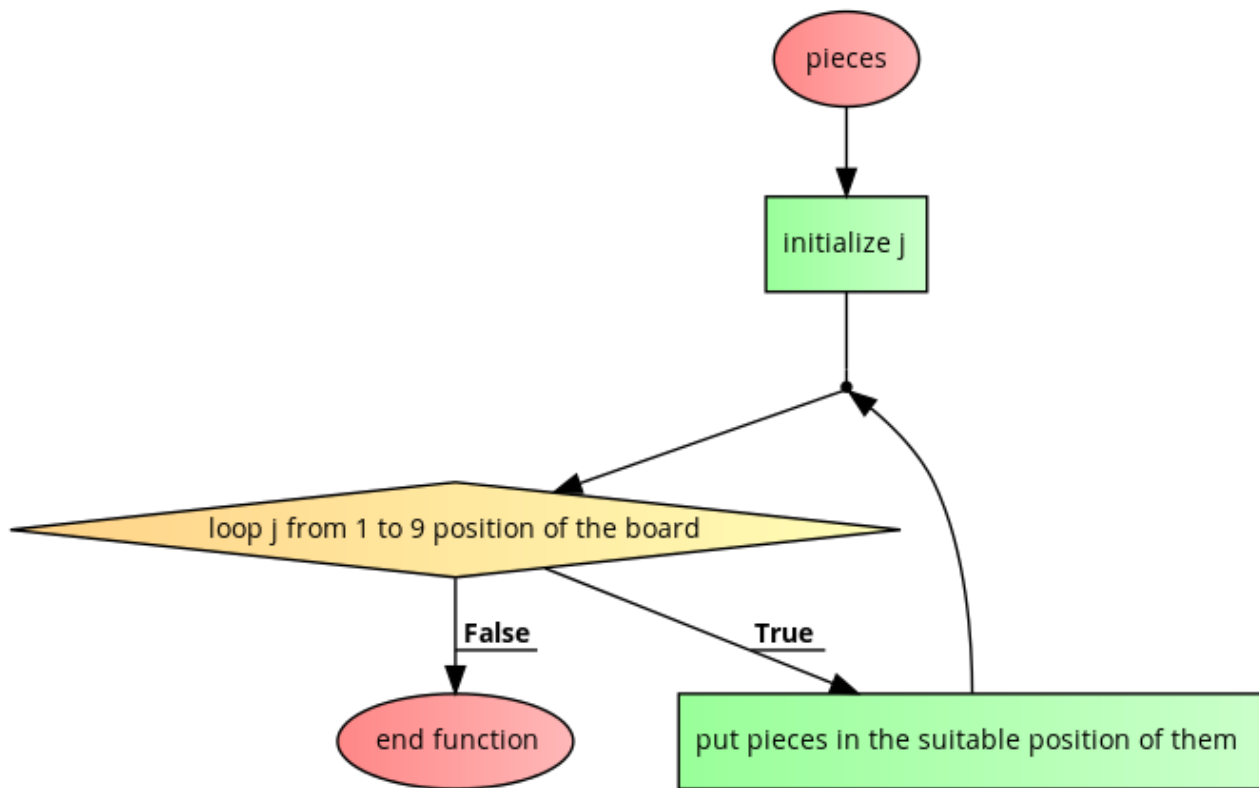 pieces
initialize j
loop j from 1 to 9 position of the board
False
True
end function
put pieces in the suitable position of them